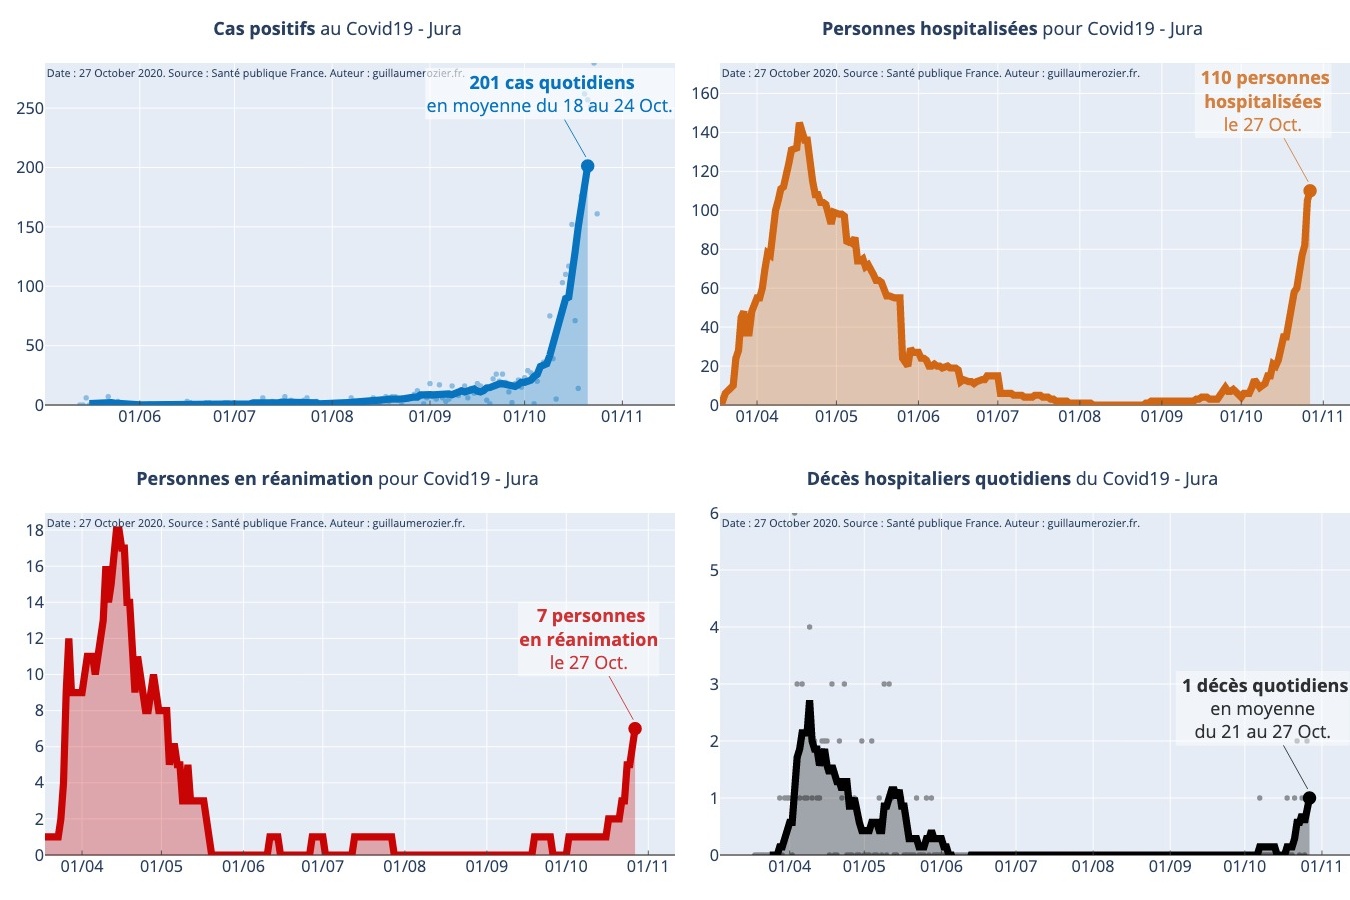 Cas positifs au Covid19 - Jura
Date : 27 October 2020. Source : Santé publique France. Auteur : guillaumerozier.fr.
201 cas quotidiens
en moyenne du 18 au 24 Oct.
250
200
150
100
50
0
01/06 01/07 01/08 01/09 01/10 01/11
Personnes hospitalisées pour Covid19 - Jura
Date : 27 October 2020. Source : Santé publique France. Auteur : guillaumerozier.fr.
110 personnes
hospitalisées
le 27 Oct.
160
140
120
100
80
60
40
20
0
01/04 01/05 01/06 01/07 01/08 01/09 01/10 01/11
Personnes en réanimation pour Covid19 - Jura
Date : 27 October 2020. Source : Santé publique France. Auteur : guillaumerozier.fr.
7 personnes
en réanimation
le 27 Oct.
18
16
14
12
10
8
6
4
2
0
01/04 01/05 01/06 01/07 01/08 01/09 01/10 01/11
Décès hospitaliers quotidiens du Covid19 - Jura
Date : 27 October 2020. Source : Santé publique France. Auteur : guillaumerozier.fr.
1 décès quotidiens
en moyenne
du 21 au 27 Oct.
6
5
4
3
2
1
0
01/04 01/05 01/06 01/07 01/08 01/09 01/10 01/11